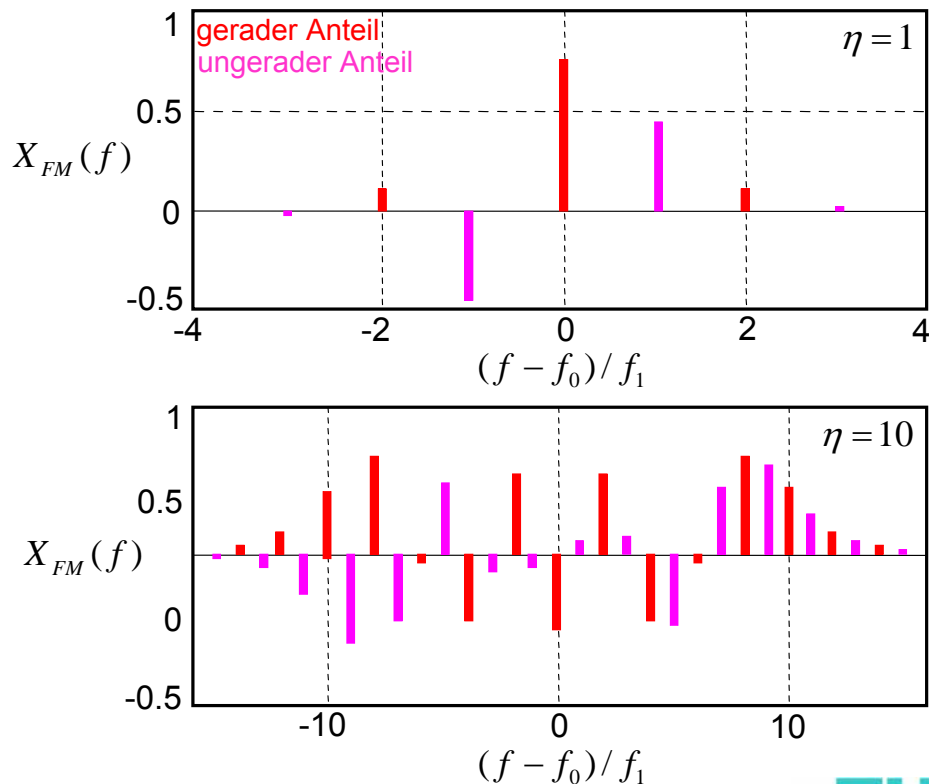 1
gerader Anteil
ungerader Anteil
η = 1
0.5
X_FM (f)
0
-0.5
-4 -2 0 2 4
(f − f₀) / f₁
1
η = 10
0.5
X_FM (f)
0
-0.5
-10 0 10
(f − f₀) / f₁